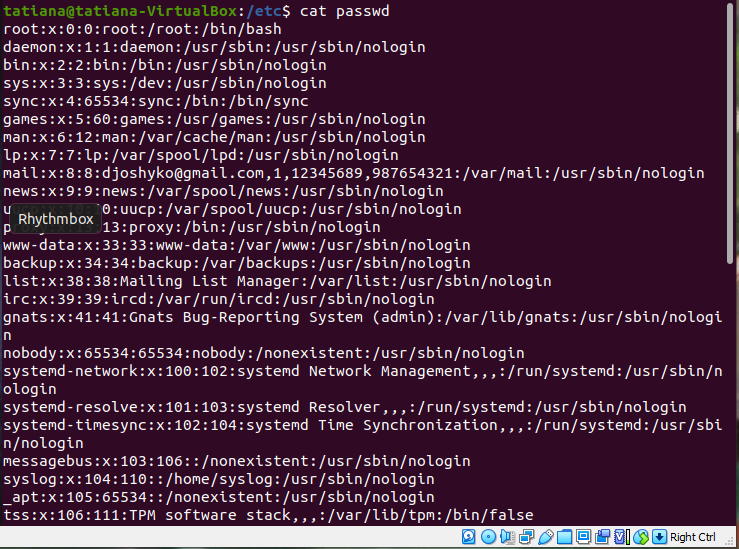 tatiana@tatiana-VirtualBox:/etc$ cat passwd
root:x:0:0:root:/root:/bin/bash
daemon:x:1:1:daemon:/usr/sbin:/usr/sbin/nologin
bin:x:2:2:bin:/bin:/usr/sbin/nologin
sys:x:3:3:sys:/dev:/usr/sbin/nologin
sync:x:4:65534:sync:/bin:/bin/sync
games:x:5:60:games:/usr/games:/usr/sbin/nologin
man:x:6:12:man:/var/cache/man:/usr/sbin/nologin
lp:x:7:7:lp:/var/spool/lpd:/usr/sbin/nologin
mail:x:8:8:djoshyko@gmail.com,1,12345689,987654321:/var/mail:/usr/sbin/nologin
news:x:9:9:news:/var/spool/news:/usr/sbin/nologin
0:uucp:/var/spool/uucp:/usr/sbin/nologin
Rhythmbox
13:proxy:/bin:/usr/sbin/nologin
www-data:x:33:33:www-data:/var/www:/usr/sbin/nologin
backup:x:34:34:backup:/var/backups:/usr/sbin/nologin
list:x:38:38:Mailing List Manager:/var/list:/usr/sbin/nologin
irc:x:39:39:ircd:/var/run/ircd:/usr/sbin/nologin
gnats:x:41:41:Gnats Bug-Reporting System (admin):/var/lib/gnats:/usr/sbin/nologi
n
nobody:x:65534:65534:nobody:/nonexistent:/usr/sbin/nologin
systemd-network:x:100:102:systemd Network Management,,,:/run/systemd:/usr/sbin/n
ologin
systemd-resolve:x:101:103:systemd Resolver,,,:/run/systemd:/usr/sbin/nologin
systemd-timesync:x:102:104:systemd Time Synchronization,,,:/run/systemd:/usr/sbi
n/nologin
messagebus:x:103:106::/nonexistent:/usr/sbin/nologin
syslog:x:104:110::/home/syslog:/usr/sbin/nologin
_apt:x:105:65534::/nonexistent:/usr/sbin/nologin
tss:x:106:111:TPM software stack,,,:/var/lib/tpm:/bin/false
Right Ctrl